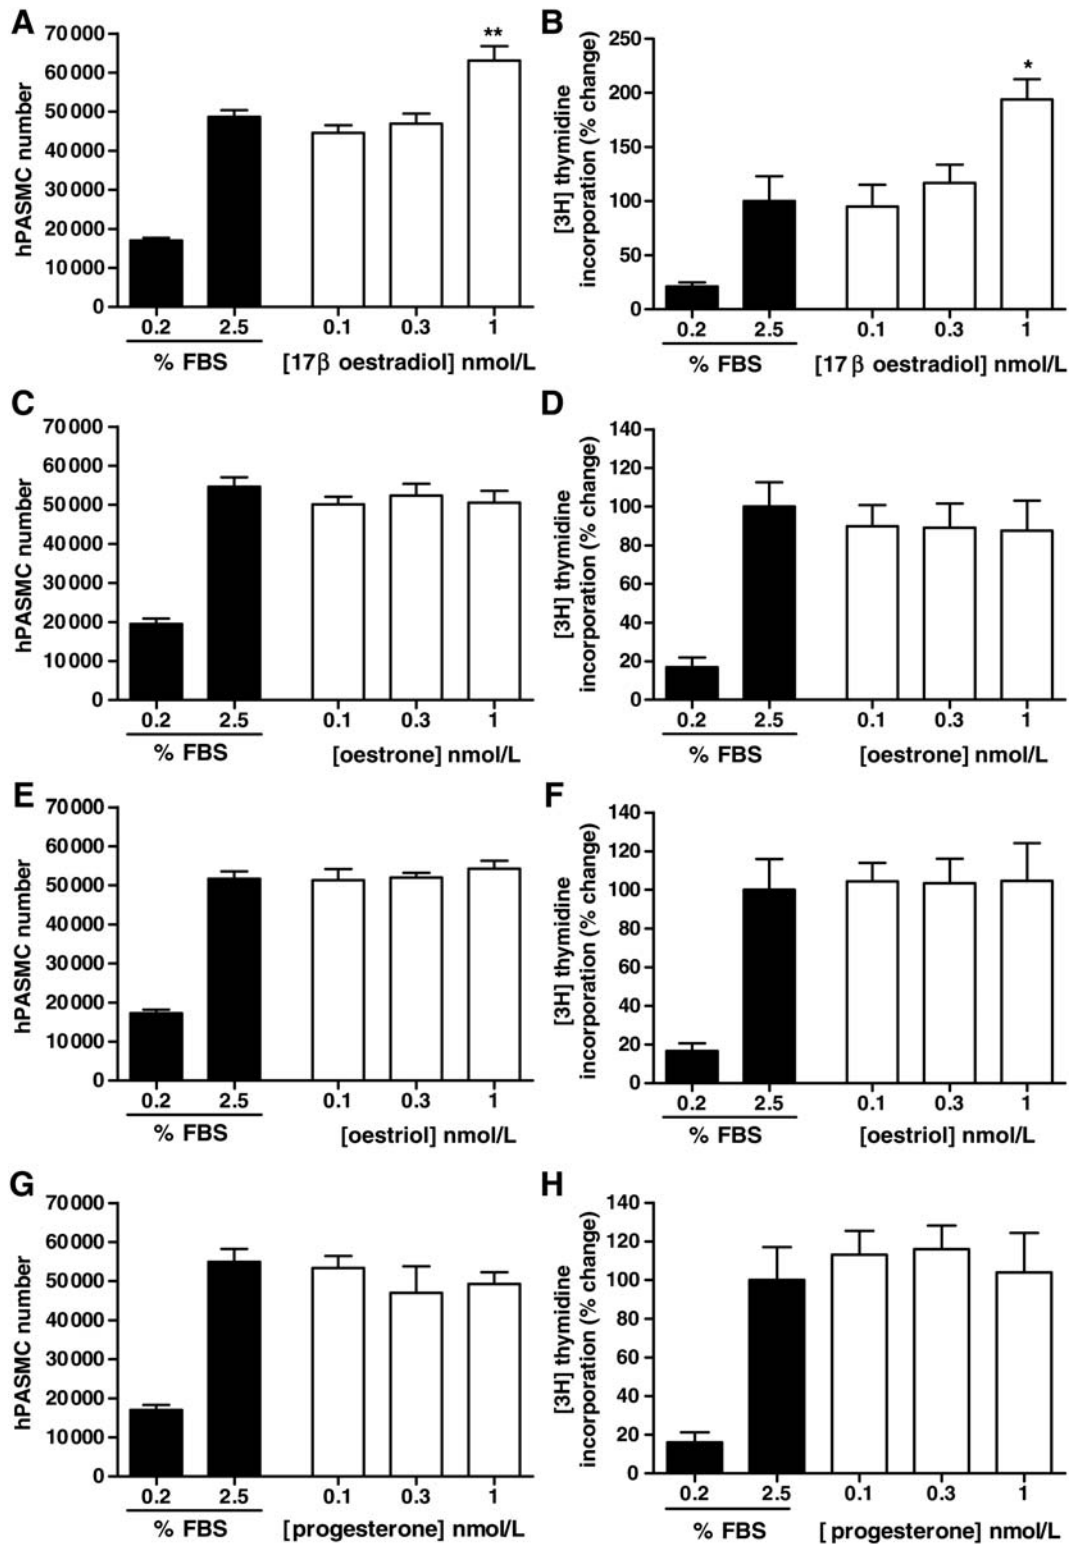 A
hPASMC number
70 000
60 000
50 000
40 000
30 000
20 000
10 000
0
**
0.2 2.5 0.1 0.3 1
% FBS [17β oestradiol] nmol/L
B
[3H] thymidine
incorporation (% change)
250
200
150
100
50
0
*
0.2 2.5 0.1 0.3 1
% FBS [17β oestradiol] nmol/L
C
hPASMC number
70 000
60 000
50 000
40 000
30 000
20 000
10 000
0
0.2 2.5 0.1 0.3 1
% FBS [oestrone] nmol/L
D
[3H] thymidine
incorporation (% change)
140
120
100
80
60
40
20
0
0.2 2.5 0.1 0.3 1
% FBS [oestrone] nmol/L
E
hPASMC number
70 000
60 000
50 000
40 000
30 000
20 000
10 000
0
0.2 2.5 0.1 0.3 1
% FBS [oestriol] nmol/L
F
[3H] thymidine
incorporation (% change)
140
120
100
80
60
40
20
0
0.2 2.5 0.1 0.3 1
% FBS [oestriol] nmol/L
G
hPASMC number
70 000
60 000
50 000
40 000
30 000
20 000
10 000
0
0.2 2.5 0.1 0.3 1
% FBS [progesterone] nmol/L
H
[3H] thymidine
incorporation (% change)
140
120
100
80
60
40
20
0
0.2 2.5 0.1 0.3 1
% FBS [ progesterone] nmol/L